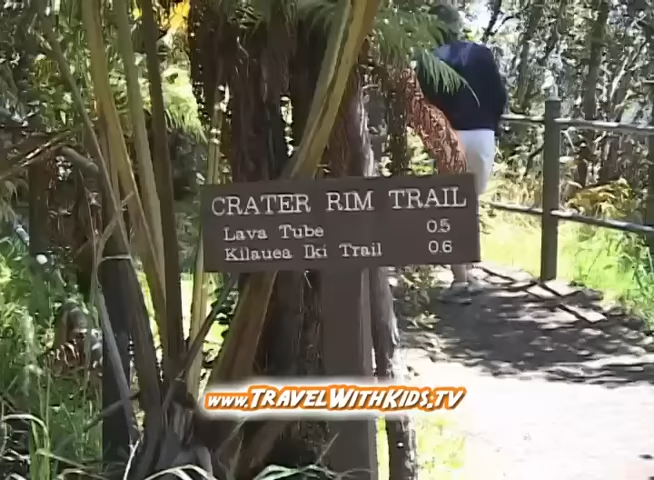 CRATER RIM TRAIL
Lava Tube 0.5
Kilauea Iki Trail 0.6
www.TravelWithKids.tv